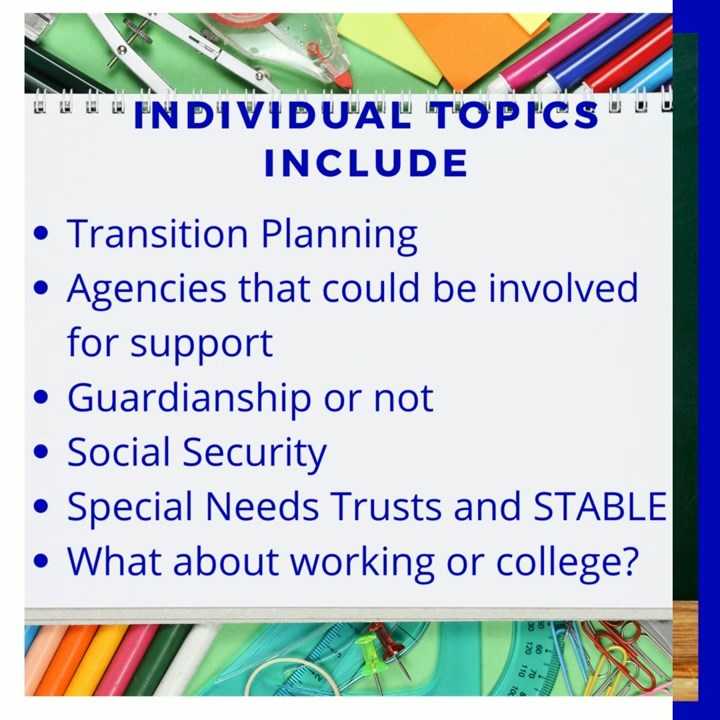 INDIVIDUAL TOPICS
INCLUDE
• Transition Planning
• Agencies that could be involved
for support
• Guardianship or not
• Social Security
• Special Needs Trusts and STABLE
• What about working or college?